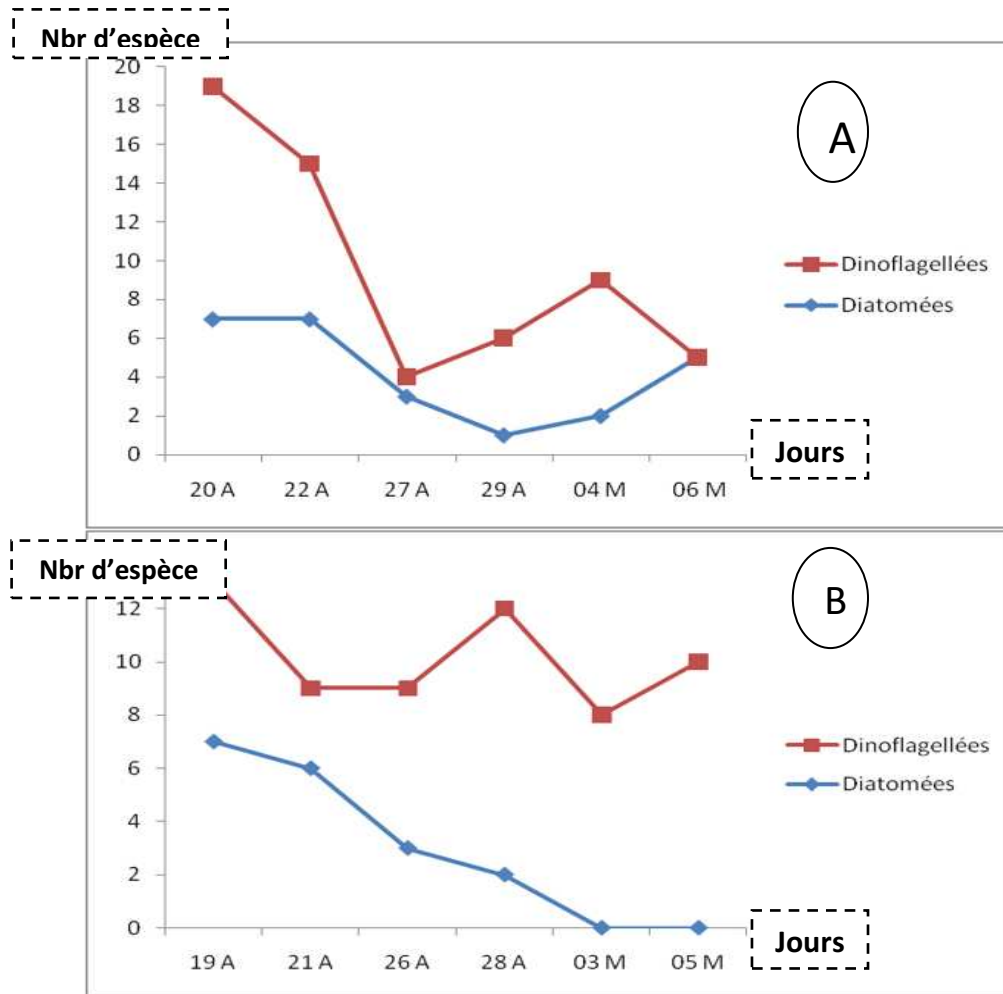 Nbr d’espèce
20
18
16
14
12
10
8
6
4
2
0
A
Dinoflagellées
Diatomées
Jours
20 A 22 A 27 A 29 A 04 M 06 M
Nbr d’espèce
12
10
8
6
4
2
0
B
Dinoflagellées
Diatomées
Jours
19 A 21 A 26 A 28 A 03 M 05 M